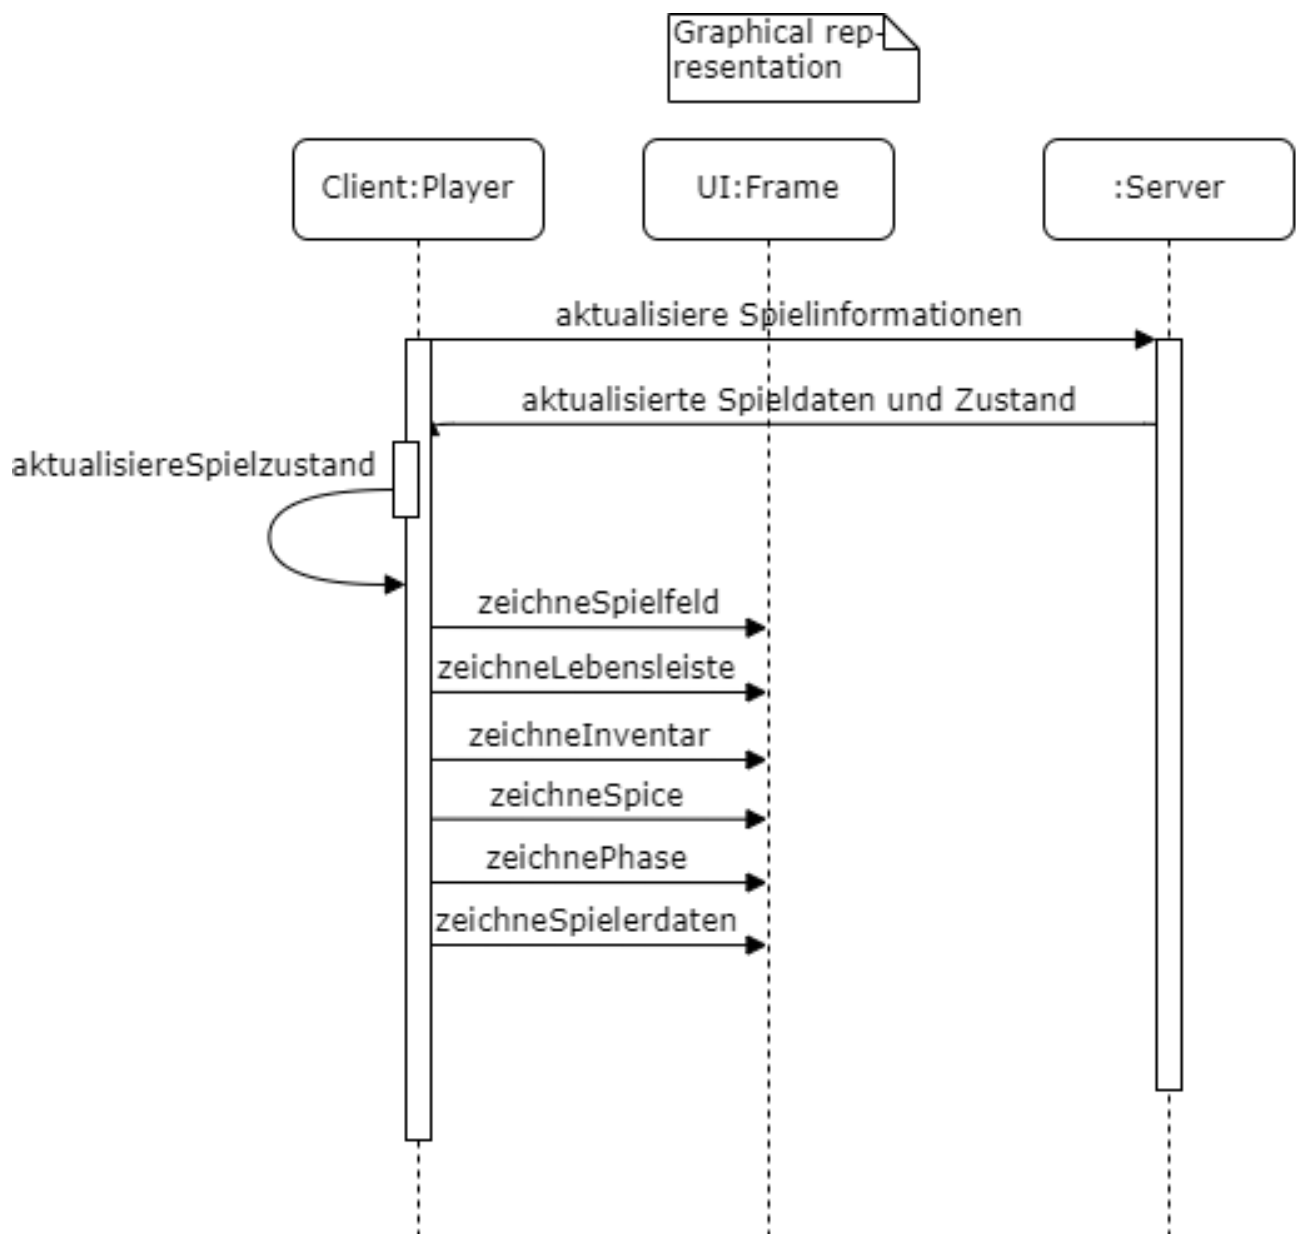 Graphical rep-
resentation
Client:Player
UI:Frame
:Server
aktualisiere Spielinformationen
aktualisierte Spieldaten und Zustand
aktualisiereSpielzustand
zeichneSpielfeld
zeichneLebensleiste
zeichneInventar
zeichneSpice
zeichnePhase
zeichneSpielerdaten